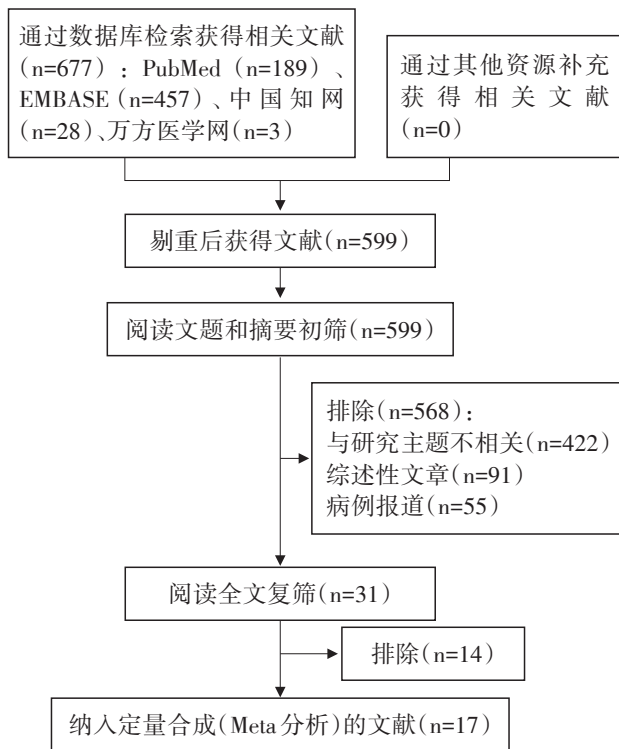 通过数据库检索获得相关文献
(n=677)：PubMed（n=189）、
EMBASE（n=457）、中国知网
(n=28)、万方医学网(n=3)
通过其他资源补充
获得相关文献
(n=0)
剔重后获得文献(n=599)
阅读文题和摘要初筛(n=599)
排除(n=568)：
与研究主题不相关(n=422)
综述性文章(n=91)
病例报道(n=55)
阅读全文复筛(n=31)
排除(n=14)
纳入定量合成(Meta分析)的文献(n=17)